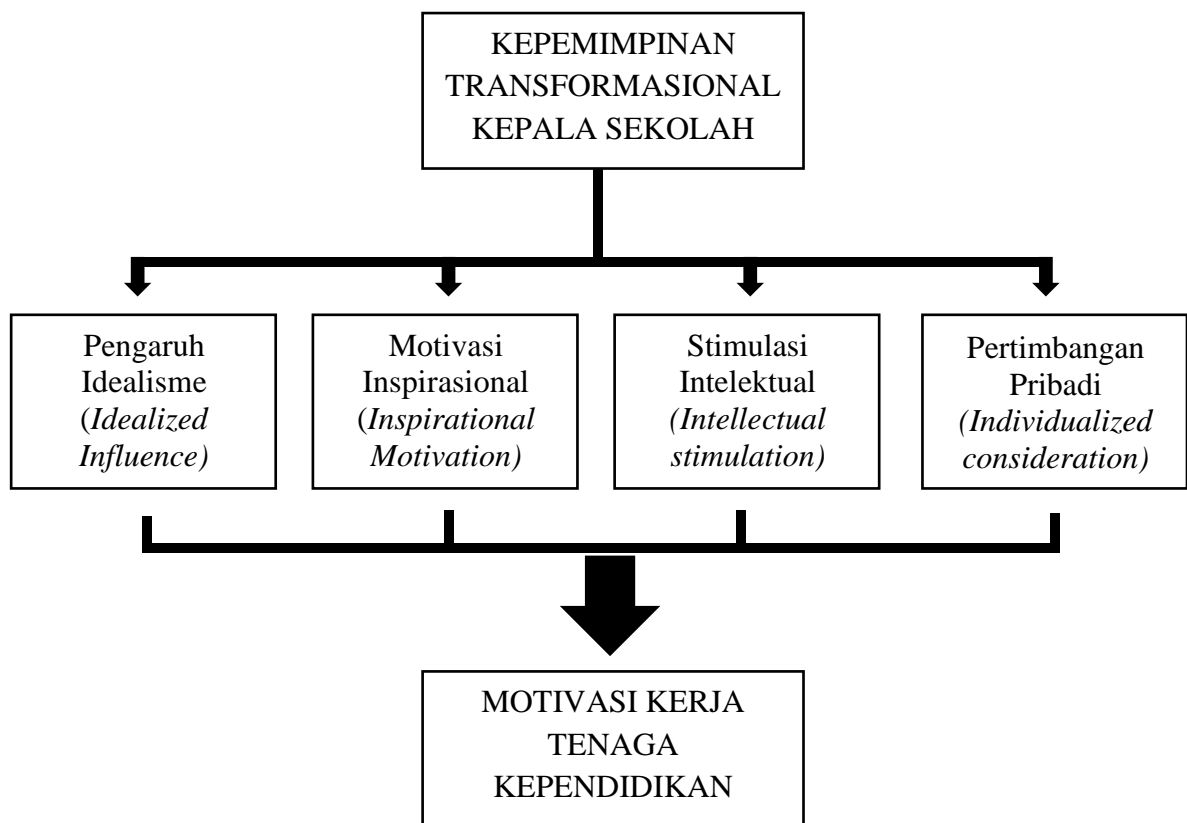 KEPEMIMPINAN
TRANSFORMASIONAL
KEPALA SEKOLAH
Pengaruh
Idealisme
(Idealized
Influence)
Motivasi
Inspirasional
(Inspirational
Motivation)
Stimulasi
Intelektual
(Intellectual
stimulation)
Pertimbangan
Pribadi
(Individualized
consideration)
MOTIVASI KERJA
TENAGA
KEPENDIDIKAN